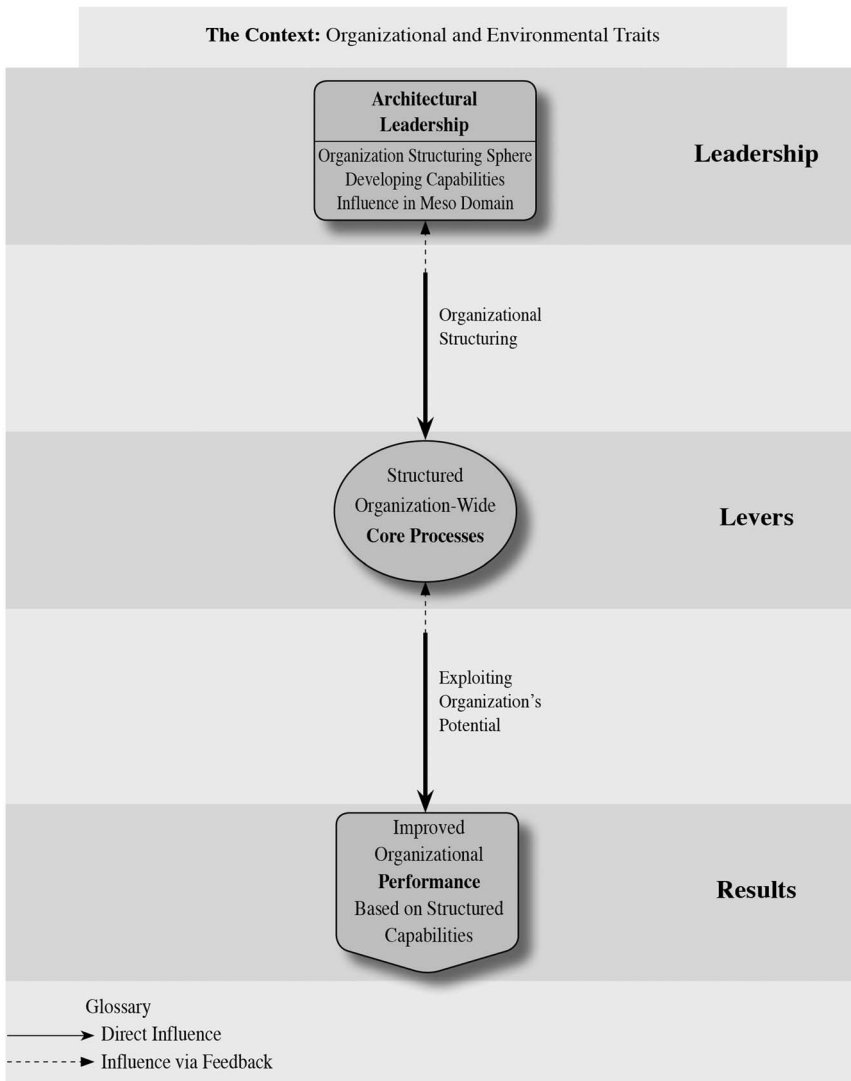 The Context: Organizational and Environmental Traits
Architectural
Leadership
Organization Structuring Sphere
Developing Capabilities
Influence in Meso Domain
Leadership
Organizational
Structuring
Structured
Organization-Wide
Core Processes
Levers
Exploiting
Organization’s
Potential
Improved
Organizational
Performance
Based on Structured
Capabilities
Results
Glossary
Direct Influence
Influence via Feedback